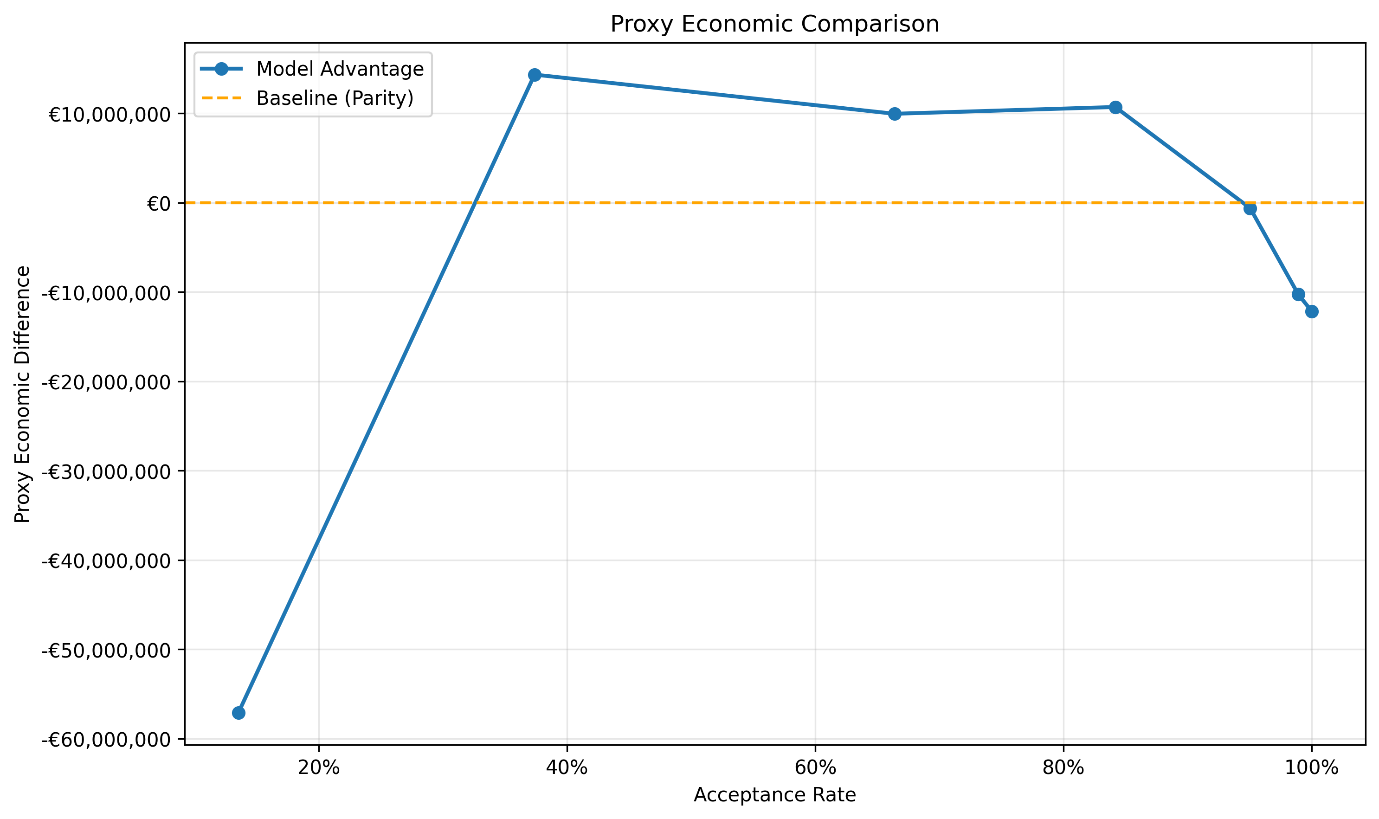 Proxy Economic Comparison
Model Advantage
Baseline (Parity)
€10,000,000
€0
-€10,000,000
-€20,000,000
-€30,000,000
-€40,000,000
-€50,000,000
-€60,000,000
Proxy Economic Difference
20%
40%
60%
80%
100%
Acceptance Rate